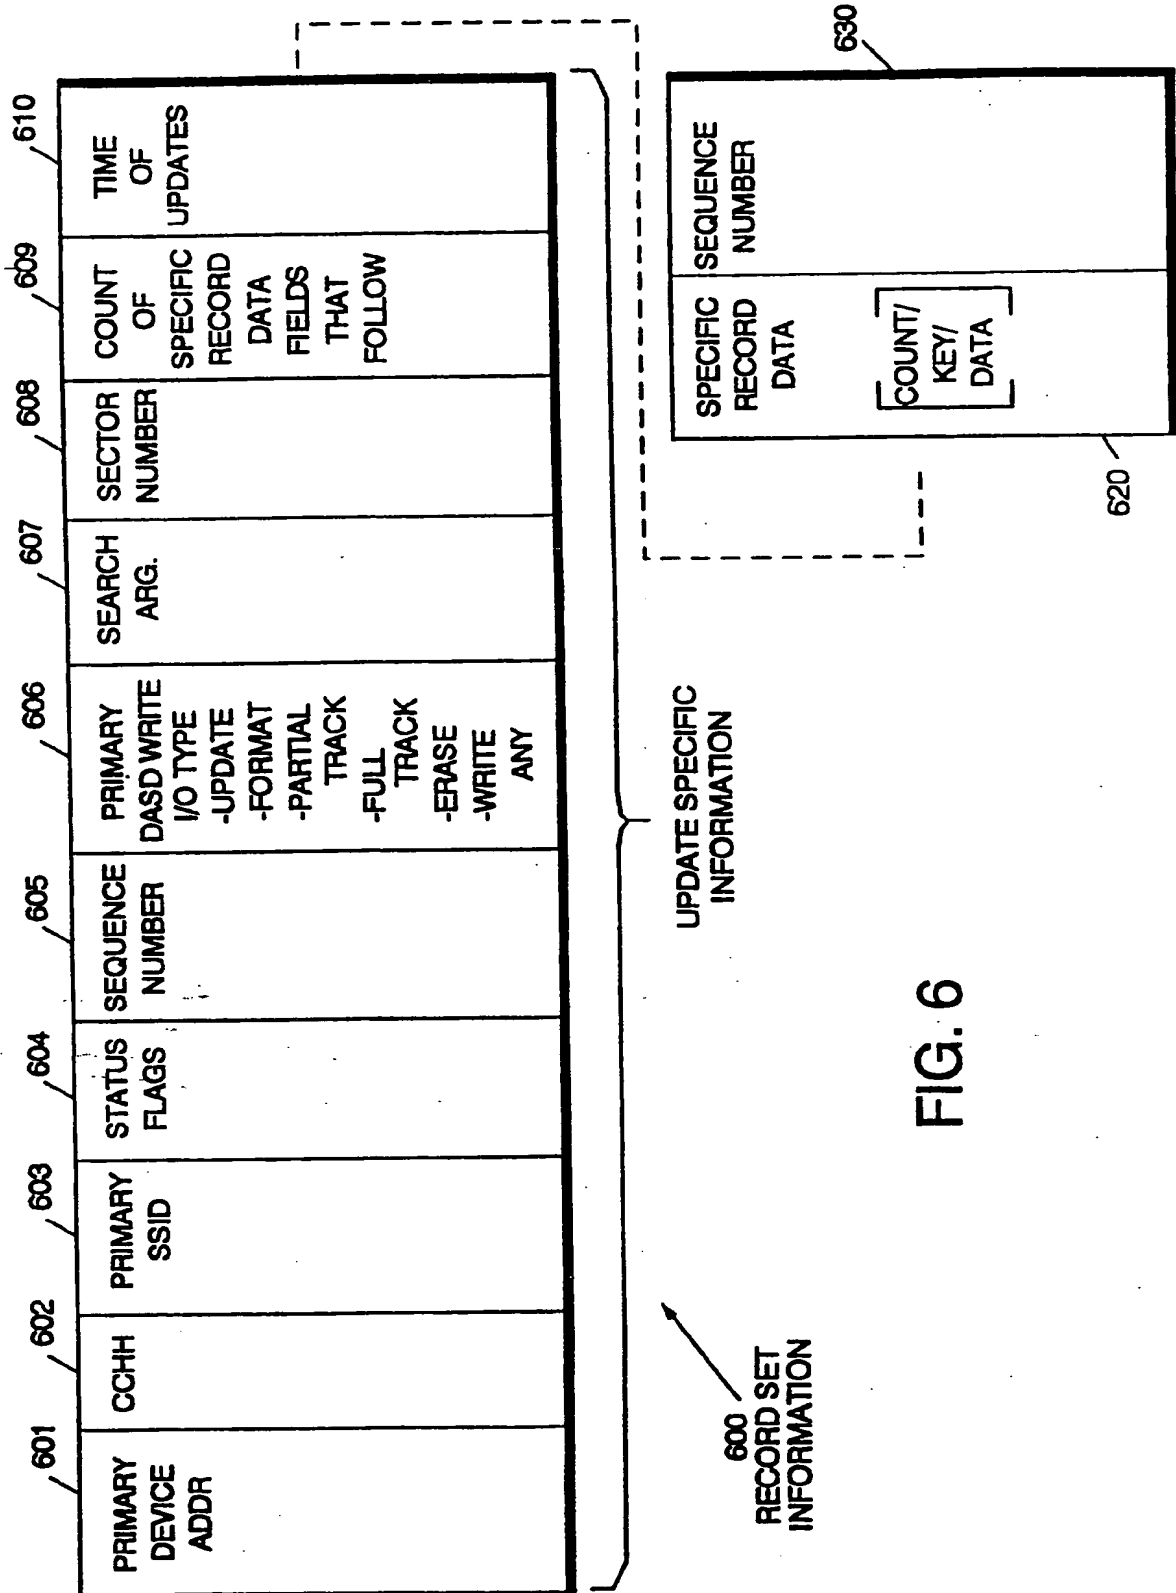 601
602
603
604
605
606
607
608
609
610
PRIMARY
DEVICE
ADDR
CCHH
PRIMARY
SSID
STATUS
FLAGS
SEQUENCE
NUMBER
PRIMARY
DASD WRITE
I/O TYPE
-UPDATE
-FORMAT
-PARTIAL
TRACK
-FULL
TRACK
-ERASE
-WRITE
ANY
SEARCH
ARG.
SECTOR
NUMBER
COUNT
OF
SPECIFIC
RECORD
DATA
FIELDS
THAT
FOLLOW
TIME
OF
UPDATES
UPDATE SPECIFIC
INFORMATION
600
RECORD SET
INFORMATION
SPECIFIC
RECORD
DATA
COUNT/
KEY/
DATA
SEQUENCE
NUMBER
620
630
FIG. 6